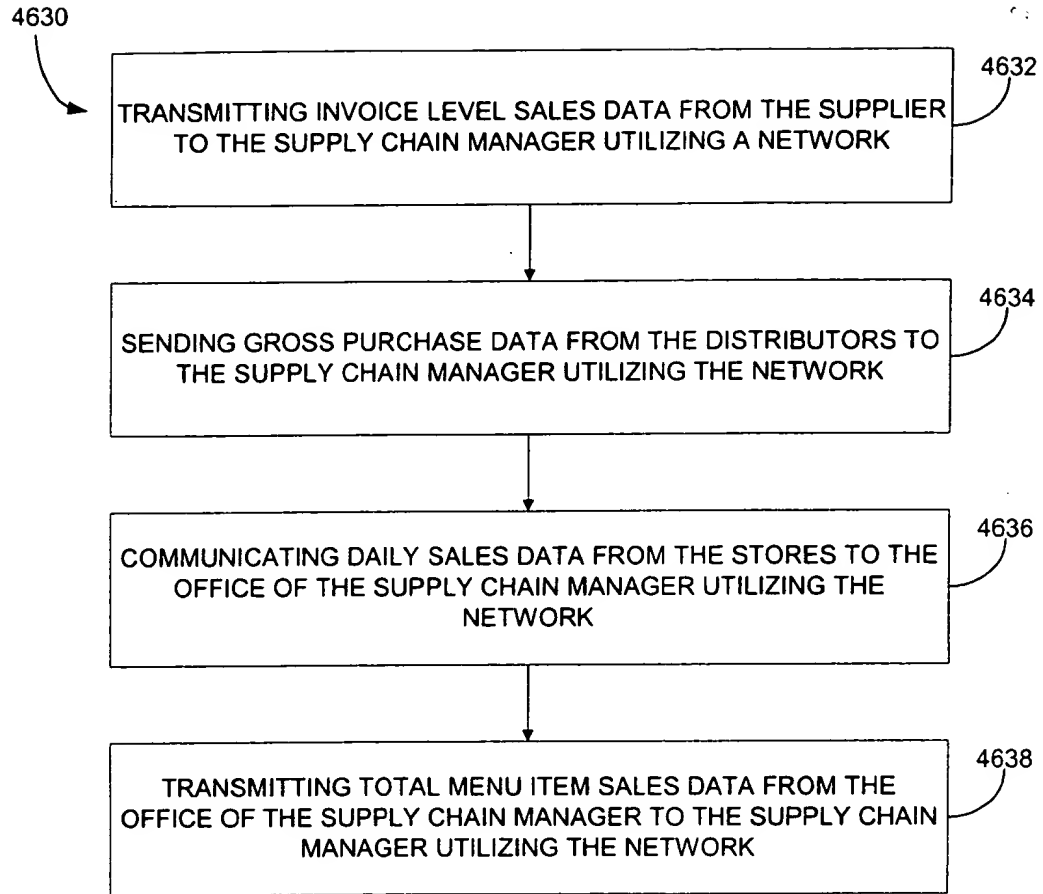 4630
4632
TRANSMITTING INVOICE LEVEL SALES DATA FROM THE SUPPLIER
TO THE SUPPLY CHAIN MANAGER UTILIZING A NETWORK
4634
SENDING GROSS PURCHASE DATA FROM THE DISTRIBUTORS TO
THE SUPPLY CHAIN MANAGER UTILIZING THE NETWORK
4636
COMMUNICATING DAILY SALES DATA FROM THE STORES TO THE
OFFICE OF THE SUPPLY CHAIN MANAGER UTILIZING THE
NETWORK
4638
TRANSMITTING TOTAL MENU ITEM SALES DATA FROM THE
OFFICE OF THE SUPPLY CHAIN MANAGER TO THE SUPPLY CHAIN
MANAGER UTILIZING THE NETWORK